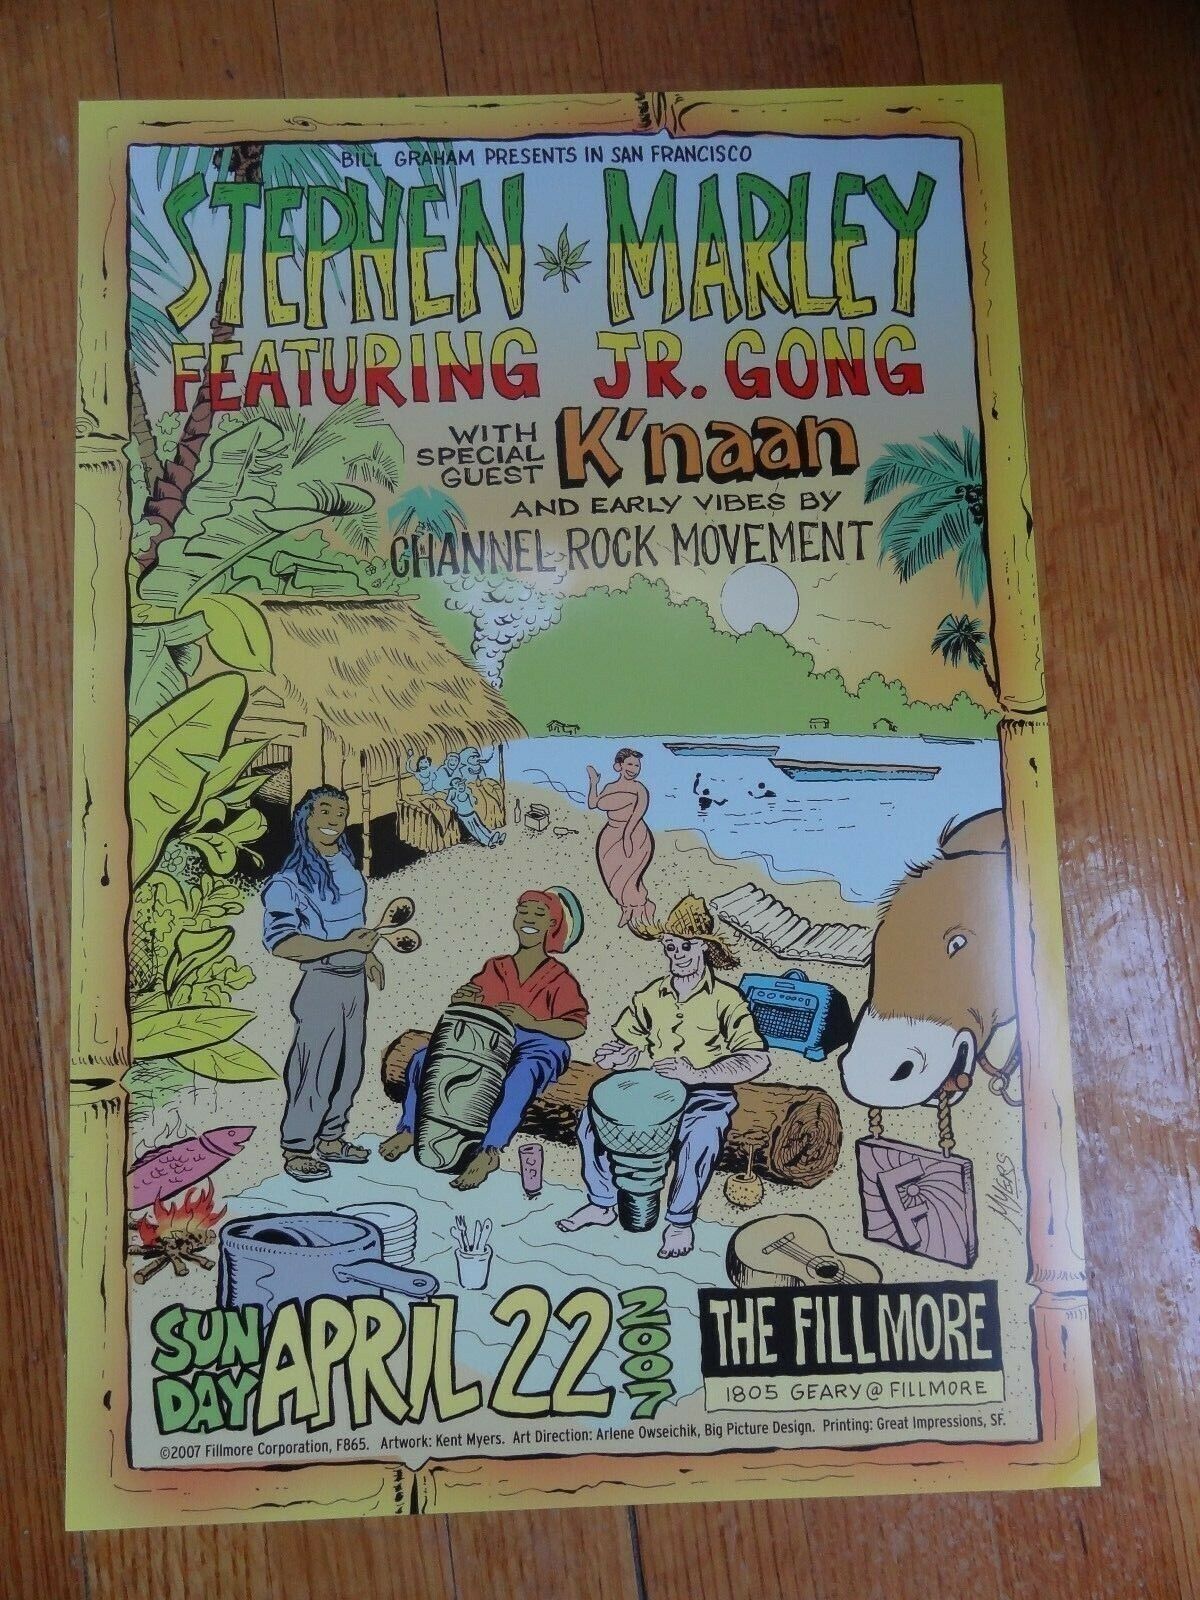 BILL GRAHAM PRESENTS IN SAN FRANCISCO
STEPHEN MARLEY
FEATURING JR. GONG
WITH SPECIAL GUEST K'naan
AND EARLY VIBES BY
CHANNEL ROCK MOVEMENT
MYERS
F
SUNDAY APRIL 22 2007
THE FILLMORE
1805 GEARY @ FILLMORE
©2007 Fillmore Corporation, F865. Artwork: Kent Myers. Art Direction: Arlene Owseichik, Big Picture Design. Printing: Great Impressions, SF.